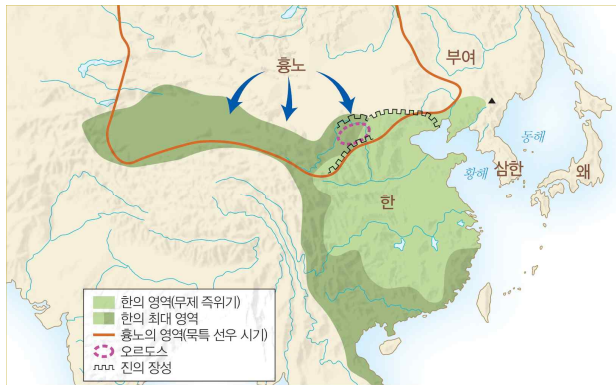 흉노
부여
동해
황해
삼한
왜
한
한의 영역(무제 즉위기)
한의 최대 영역
흉노의 영역(묵특 선우 시기)
오르도스
진의 장성